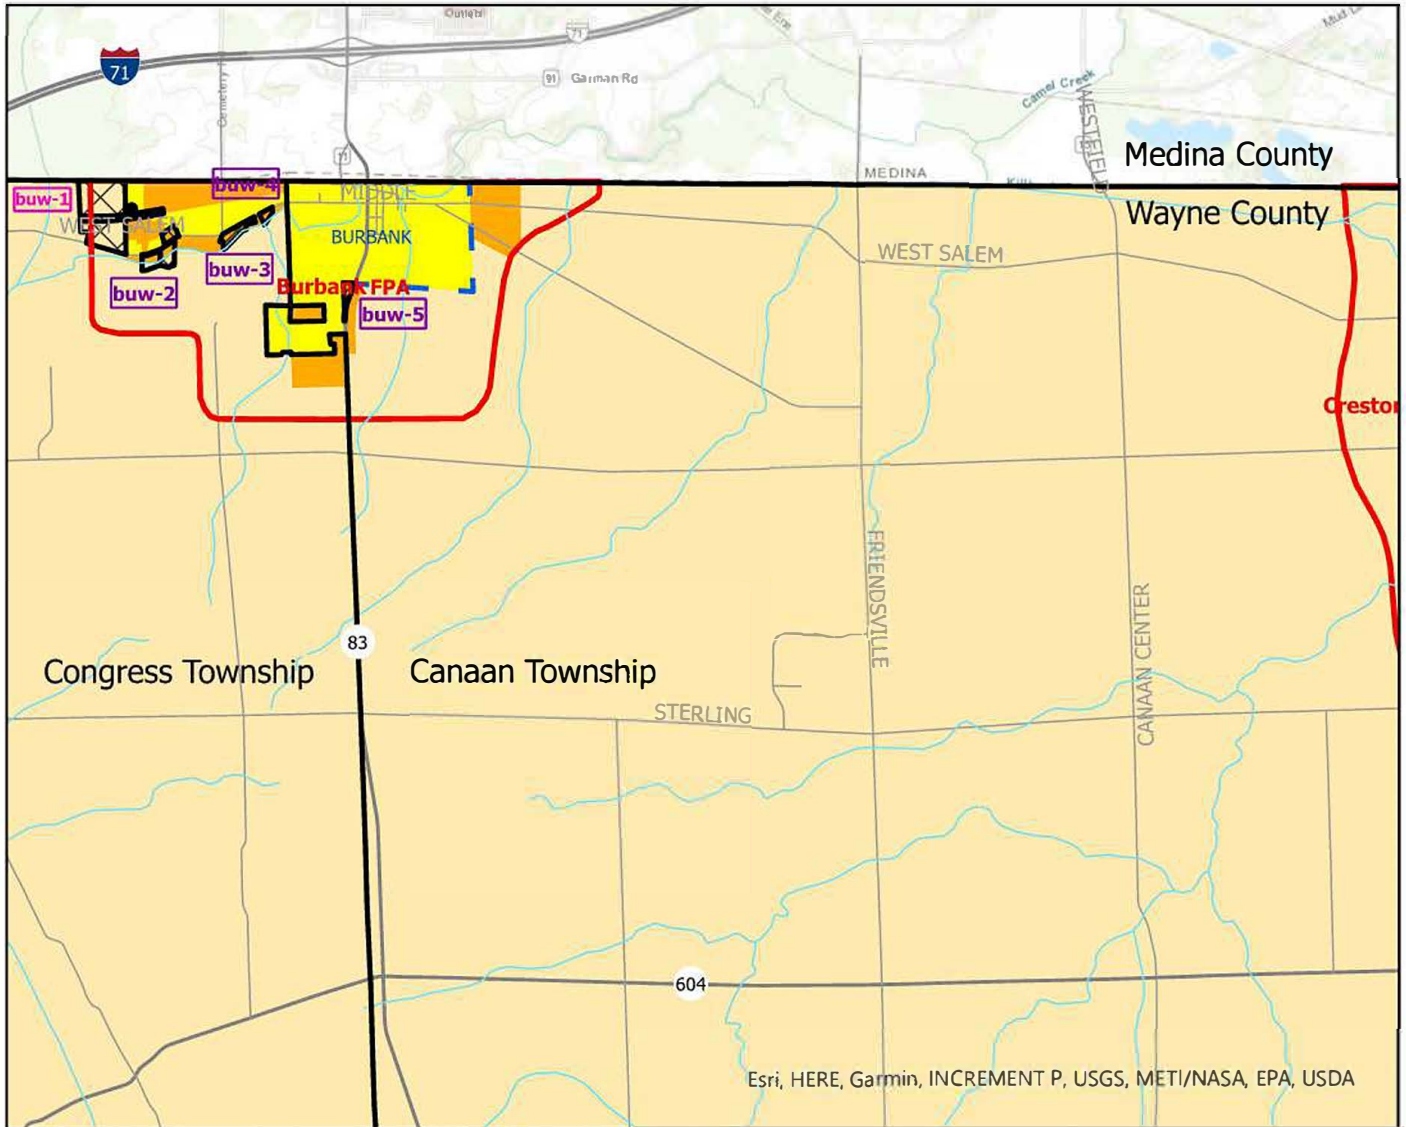 Outlets
71
71
91 Garman Rd
Cemetery
Camel Creek
WESTFIELD
Medina County
MEDINA
buw-1
buw-4
MIDDLE
Wayne County
WEST SALEM
BURBANK
WEST SALEM
buw-3
buw-2
Burbank FPA
buw-5
Creston
FRIENDSVILLE
CANAAN CENTER
83
Congress Township
Canaan Township
STERLING
604
Esri, HERE, Garmin, INCREMENT P, USGS, METI/NASA, EPA, USDA